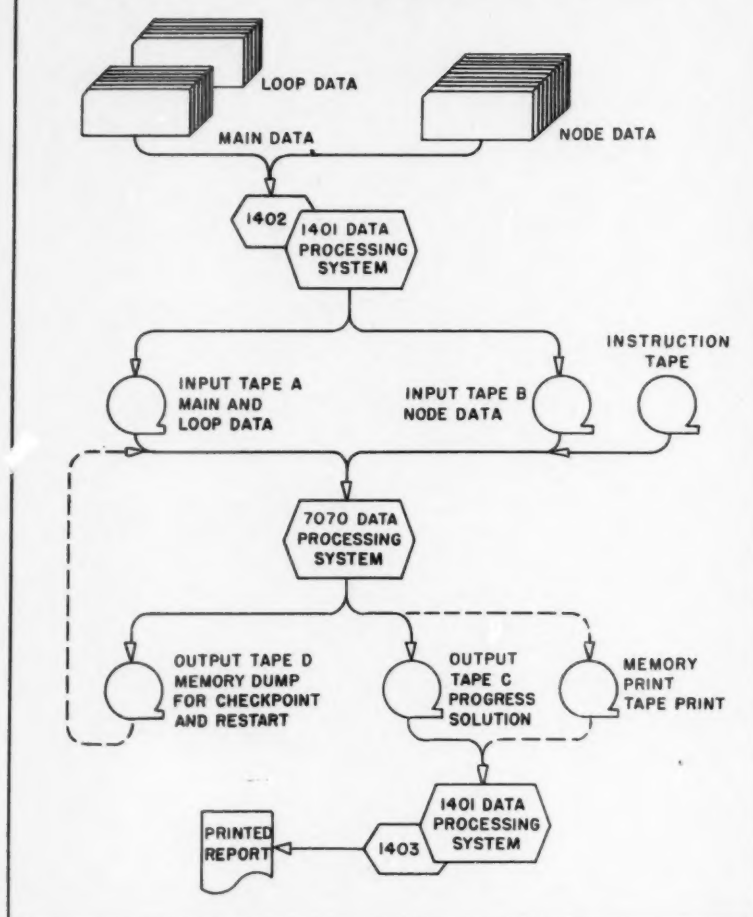 LOOP DATA
MAIN DATA
NODE DATA
1402
1401 DATA
PROCESSING
SYSTEM
INSTRUCTION
TAPE
INPUT TAPE A
MAIN AND
LOOP DATA
INPUT TAPE B
NODE DATA
7070 DATA
PROCESSING
SYSTEM
OUTPUT TAPE D
MEMORY DUMP
FOR CHECKPOINT
AND RESTART
OUTPUT
TAPE C
PROGRESS
SOLUTION
MEMORY
PRINT
TAPE PRINT
1401 DATA
PROCESSING
SYSTEM
1403
PRINTED
REPORT